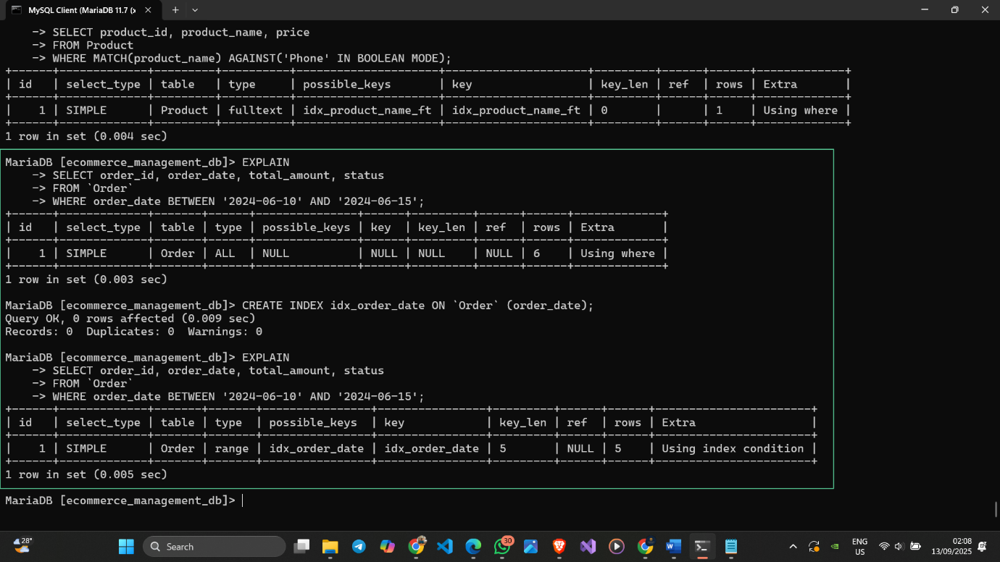 MySQL Client (MariaDB 11.7 (x
-> SELECT product_id, product_name, price
-> FROM Product
-> WHERE MATCH(product_name) AGAINST('Phone' IN BOOLEAN MODE);
+------+-------------+---------+----------+---------------------+---------------------+---------+------+------+-------------+
| id | select_type | table | type | possible_keys | key | key_len | ref | rows | Extra |
+------+-------------+---------+----------+---------------------+---------------------+---------+------+------+-------------+
| 1 | SIMPLE | Product | fulltext | idx_product_name_ft | idx_product_name_ft | 0 | | 1 | Using where |
+------+-------------+---------+----------+---------------------+---------------------+---------+------+------+-------------+
1 row in set (0.004 sec)
MariaDB [ecommerce_management_db]> EXPLAIN
-> SELECT order_id, order_date, total_amount, status
-> FROM `Order`
-> WHERE order_date BETWEEN '2024-06-10' AND '2024-06-15';
+------+-------------+-------+------+---------------+------+---------+------+------+-------------+
| id | select_type | table | type | possible_keys | key | key_len | ref | rows | Extra |
+------+-------------+-------+------+---------------+------+---------+------+------+-------------+
| 1 | SIMPLE | Order | ALL | NULL | NULL | NULL | NULL | 6 | Using where |
+------+-------------+-------+------+---------------+------+---------+------+------+-------------+
1 row in set (0.003 sec)
MariaDB [ecommerce_management_db]> CREATE INDEX idx_order_date ON `Order` (order_date);
Query OK, 0 rows affected (0.009 sec)
Records: 0 Duplicates: 0 Warnings: 0
MariaDB [ecommerce_management_db]> EXPLAIN
-> SELECT order_id, order_date, total_amount, status
-> FROM `Order`
-> WHERE order_date BETWEEN '2024-06-10' AND '2024-06-15';
+------+-------------+-------+-------+----------------+----------------+---------+------+------+-----------------------+
| id | select_type | table | type | possible_keys | key | key_len | ref | rows | Extra |
+------+-------------+-------+-------+----------------+----------------+---------+------+------+-----------------------+
| 1 | SIMPLE | Order | range | idx_order_date | idx_order_date | 5 | NULL | 5 | Using index condition |
+------+-------------+-------+-------+----------------+----------------+---------+------+------+-----------------------+
1 row in set (0.005 sec)
MariaDB [ecommerce_management_db]>
28°
Search
30
ENG
US
02:08
13/09/2025